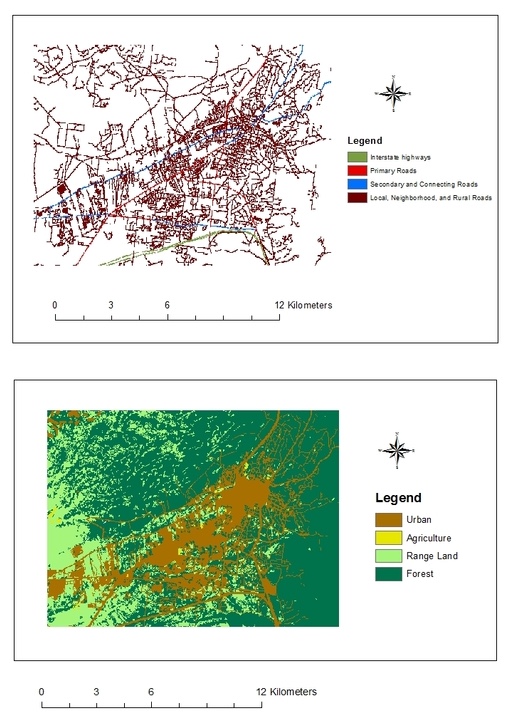 Legend
Interstate highways
Primary Roads
Secondary and Connecting Roads
Local, Neighborhood, and Rural Roads
0 3 6 12 Kilometers
Legend
Urban
Agriculture
Range Land
Forest
0 3 6 12 Kilometers